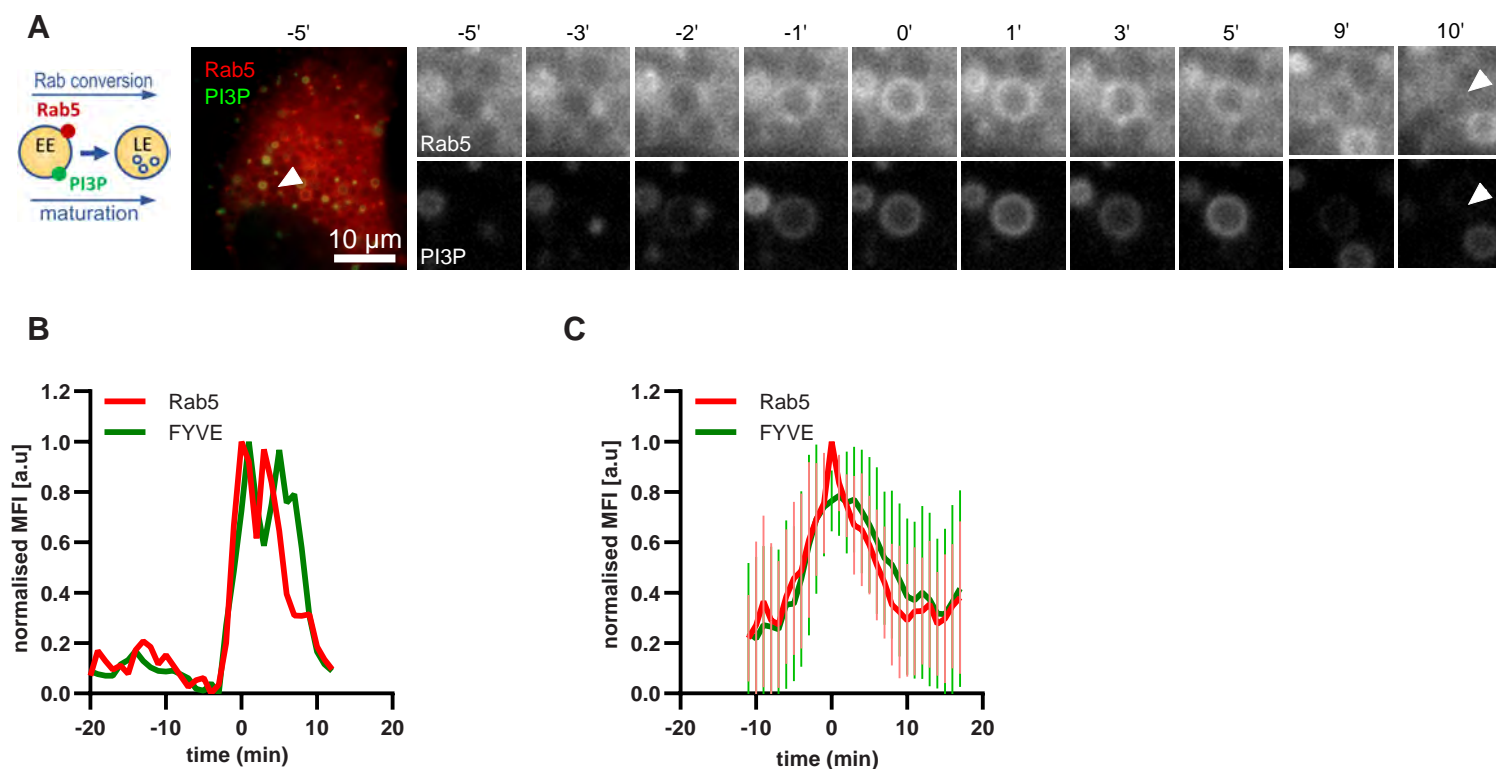 A
-5'
-5'
-3'
-2'
-1'
0'
1'
3'
5'
9'
10'
Rab conversion
Rab5
EE
LE
PI3P
maturation
Rab5
PI3P
10 µm
Rab5
PI3P
B
1.2
1.0
0.8
0.6
0.4
0.2
0.0
-20
-10
0
10
20
normalised MFI [a.u]
time (min)
Rab5
FYVE
C
1.2
1.0
0.8
0.6
0.4
0.2
0.0
-20
-10
0
10
20
normalised MFI [a.u]
time (min)
Rab5
FYVE